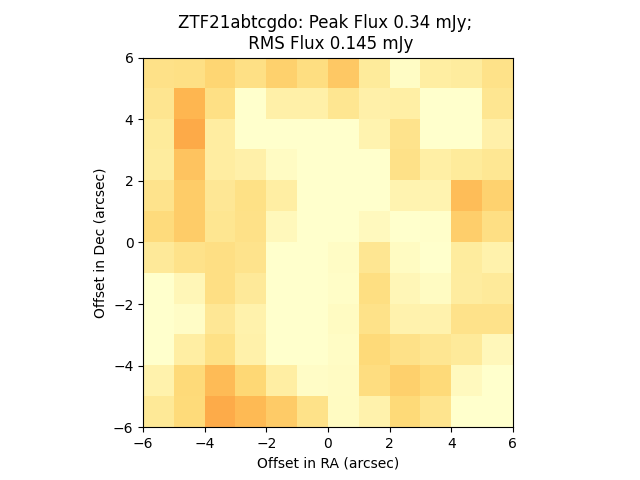 ZTF21abtcgdo: Peak Flux 0.34 mJy;
RMS Flux 0.145 mJy
6
4
2
0
−2
−4
−6
Offset in Dec (arcsec)
−6 −4 −2 0 2 4 6
Offset in RA (arcsec)